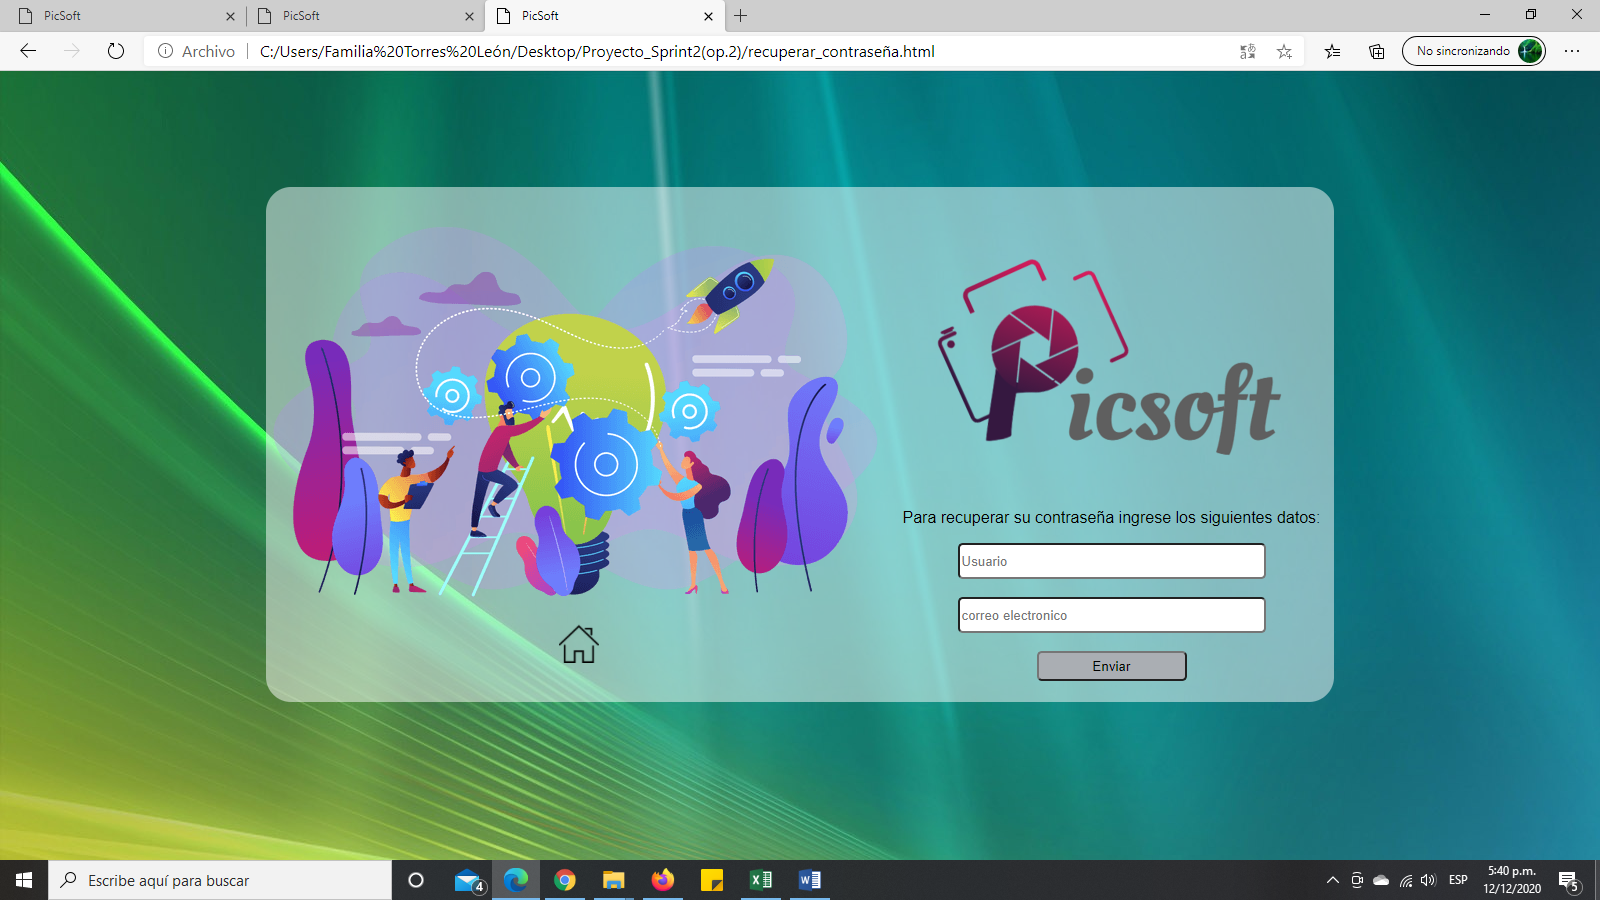 PicSoft
PicSoft
PicSoft
Archivo
C:/Users/Familia%20Torres%20León/Desktop/Proyecto_Sprint2(op.2)/recuperar_contraseña.html
No sincronizando
Picsoft
Para recuperar su contraseña ingrese los siguientes datos:
Usuario
correo electronico
Enviar
Escribe aquí para buscar
4
ESP
5:40 p.m.
12/12/2020
5